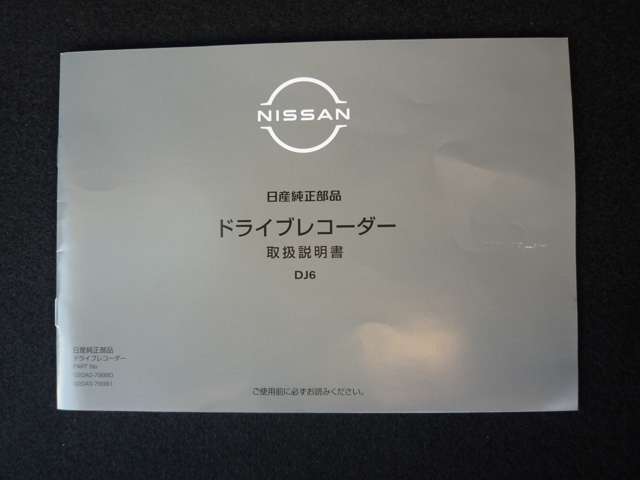 NISSAN
日産純正部品
ドライブレコーダー
取扱説明書
DJ6
日産純正部品
ドライブレコーダー
PART No
ご使用前に必ずお読みください。